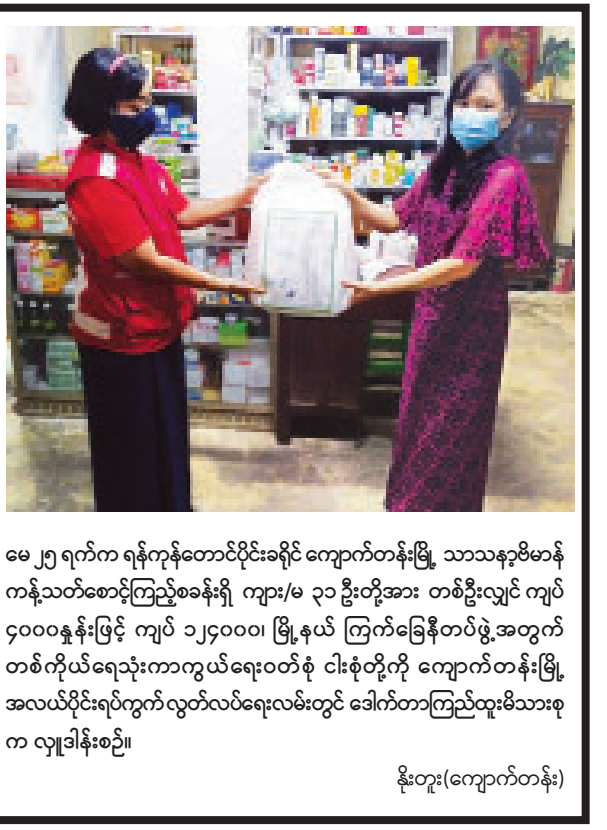 မေ ၂၅ ရက်က ရန်ကုန်တောင်ပိုင်းခရိုင် ကျောက်တန်းမြို့ သာသနာ့ဗိမာန်
ကန့်သတ်စောင့်ကြည့်စခန်းရှိ ကျား/မ ၃၁ ဦးတို့အား တစ်ဦးလျှင် ကျပ်
၄၀၀၀နှုန်းဖြင့် ကျပ် ၁၂၄၀၀၀၊ မြို့နယ် ကြက်ခြေနီတပ်ဖွဲ့အတွက်
တစ်ကိုယ်ရေသုံးကာကွယ်ရေးဝတ်စုံ ငါးစုံတို့ကို ကျောက်တန်းမြို့
အလယ်ပိုင်းရပ်ကွက် လွတ်လပ်ရေးလမ်းတွင် ဒေါက်တာကြည်ထူးမိသားစု
က လှူဒါန်းစဉ်။
နိုးတူး(ကျောက်တန်း)